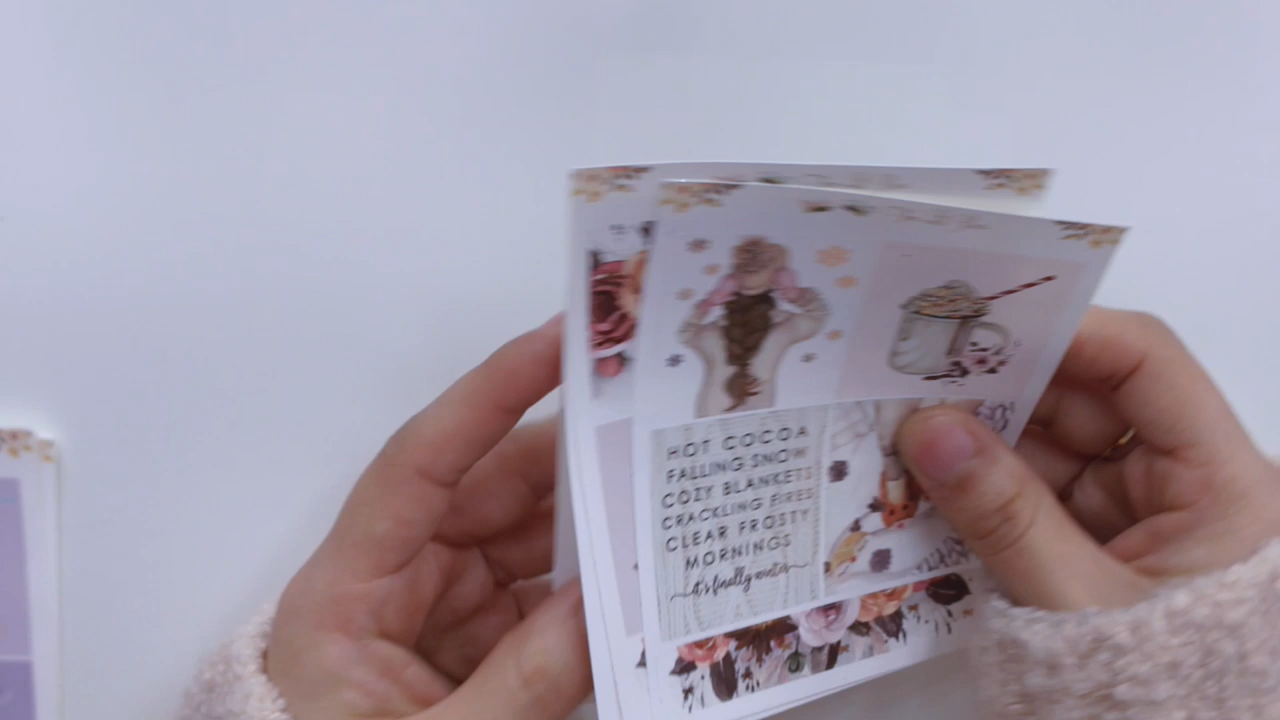 HOT COCOA
FALLING SNOW
COZY BLANKETS
CRACKLING FIRES
CLEAR FROSTY
MORNINGS
it's finally winter